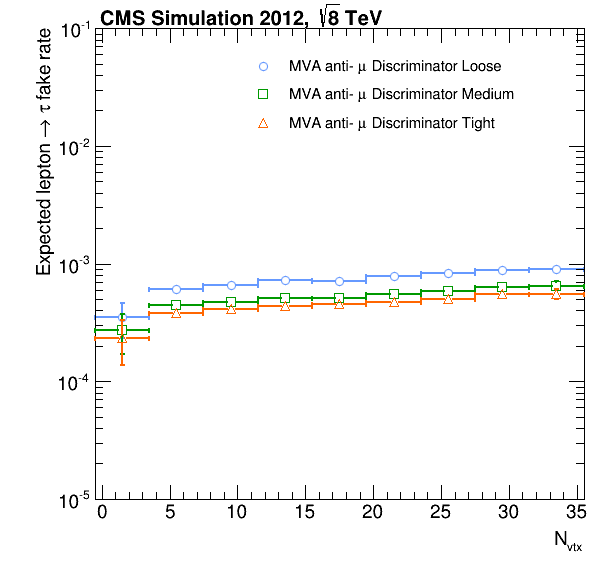 CMS Simulation 2012, √8 TeV
Expected lepton → τ fake rate
MVA anti- μ Discriminator Loose
MVA anti- μ Discriminator Medium
MVA anti- μ Discriminator Tight
10⁻¹
10⁻²
10⁻³
10⁻⁴
10⁻⁵
0 5 10 15 20 25 30 35
N_vtx